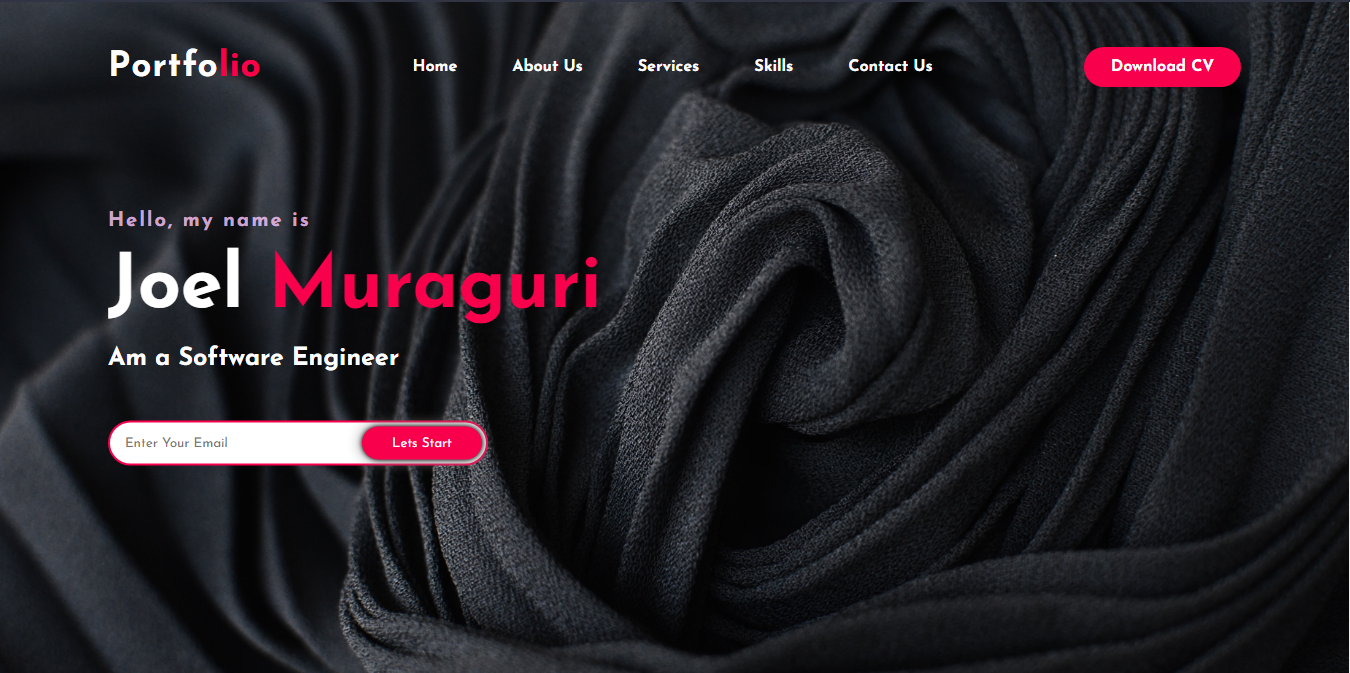 Portfolio Home About Us Services Skills Contact Us Download CV
Hello, my name is
Joel Muraguri
Am a Software Engineer
Enter Your Email Lets Start